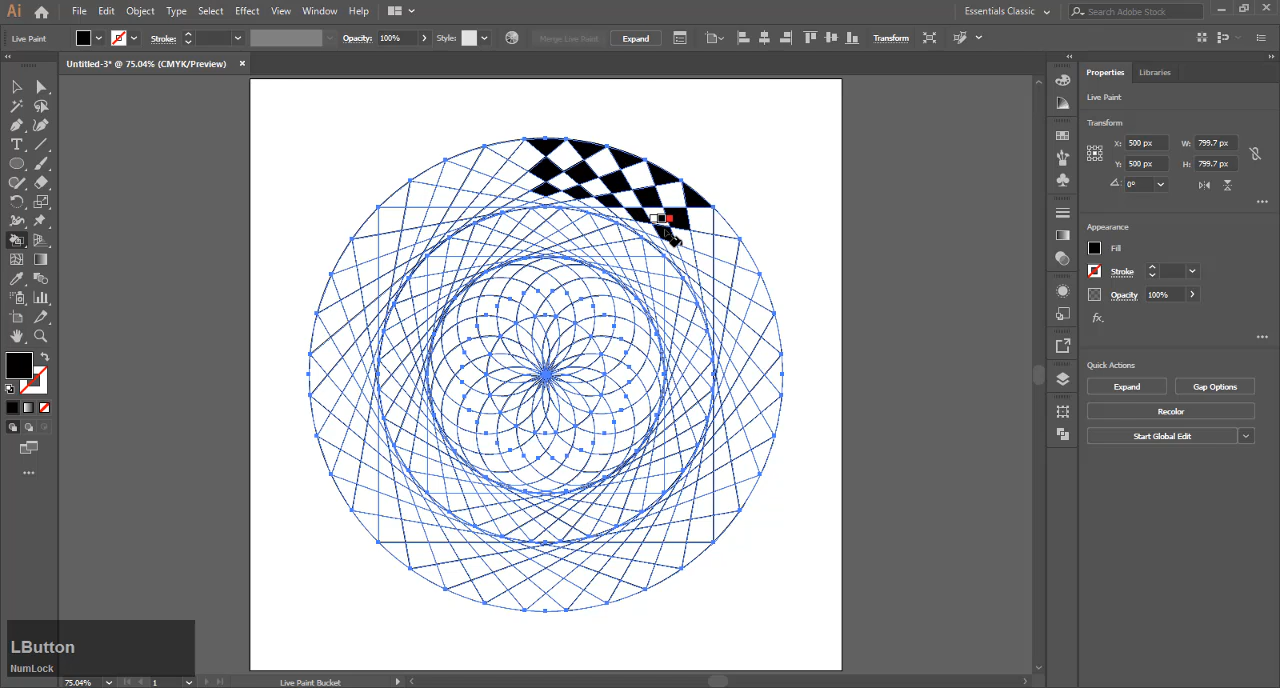 Ai File Edit Object Type Select Effect View Window Help Essentials Classic Search Adobe Stock
Live Paint Stroke: Opacity: 100% Style: Merge Live Paint Expand Transform
Untitled-3* @ 75.04% (CMYK/Preview) ×
Properties Libraries
Live Paint
Transform
X: 500 px W: 799.7 px
Y: 500 px H: 799.7 px
0°
Appearance
Fill
Stroke
Opacity 100%
fx.
Quick Actions
Expand Gap Options
Recolor
Start Global Edit
LButton
NumLock
75.04% 1 Live Paint Bucket